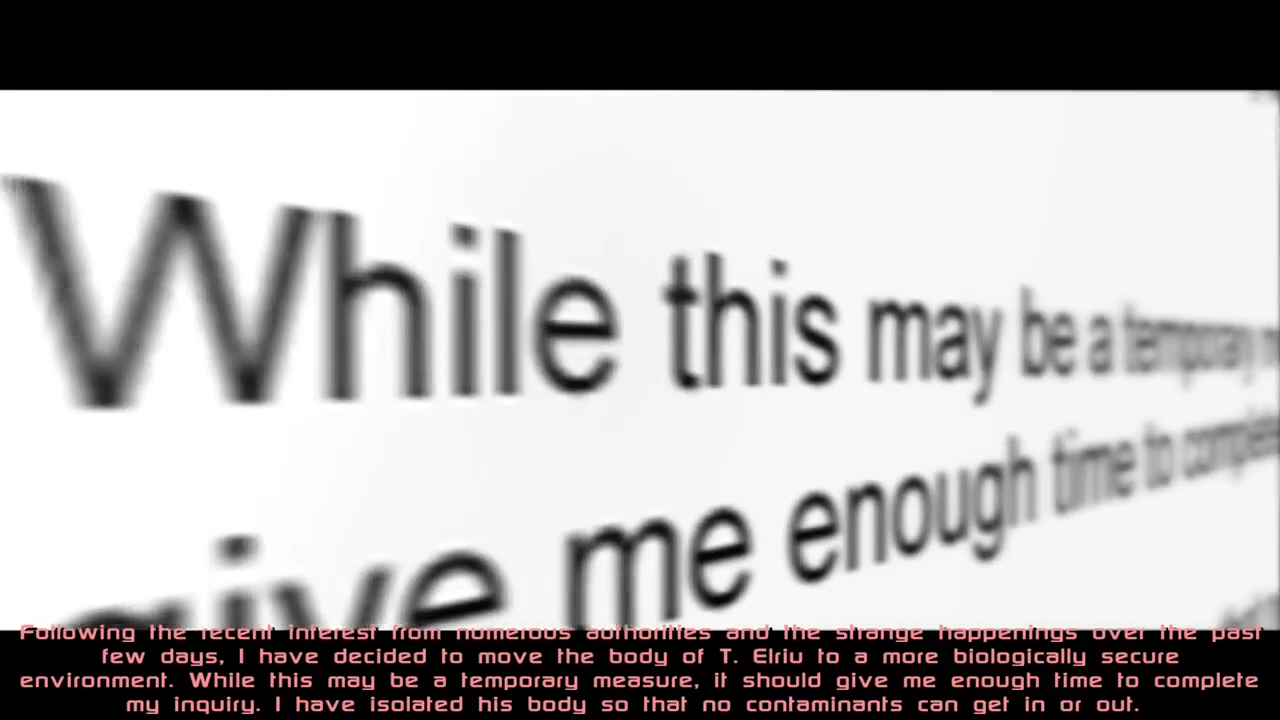 While this may be a temporary
give me enough time to complete
Following the recent interest from numerous authorities and the strange happenings over the past
few days, I have decided to move the body of T. Elriu to a more biologically secure
environment. While this may be a temporary measure, it should give me enough time to complete
my inquiry. I have isolated his body so that no contaminants can get in or out.